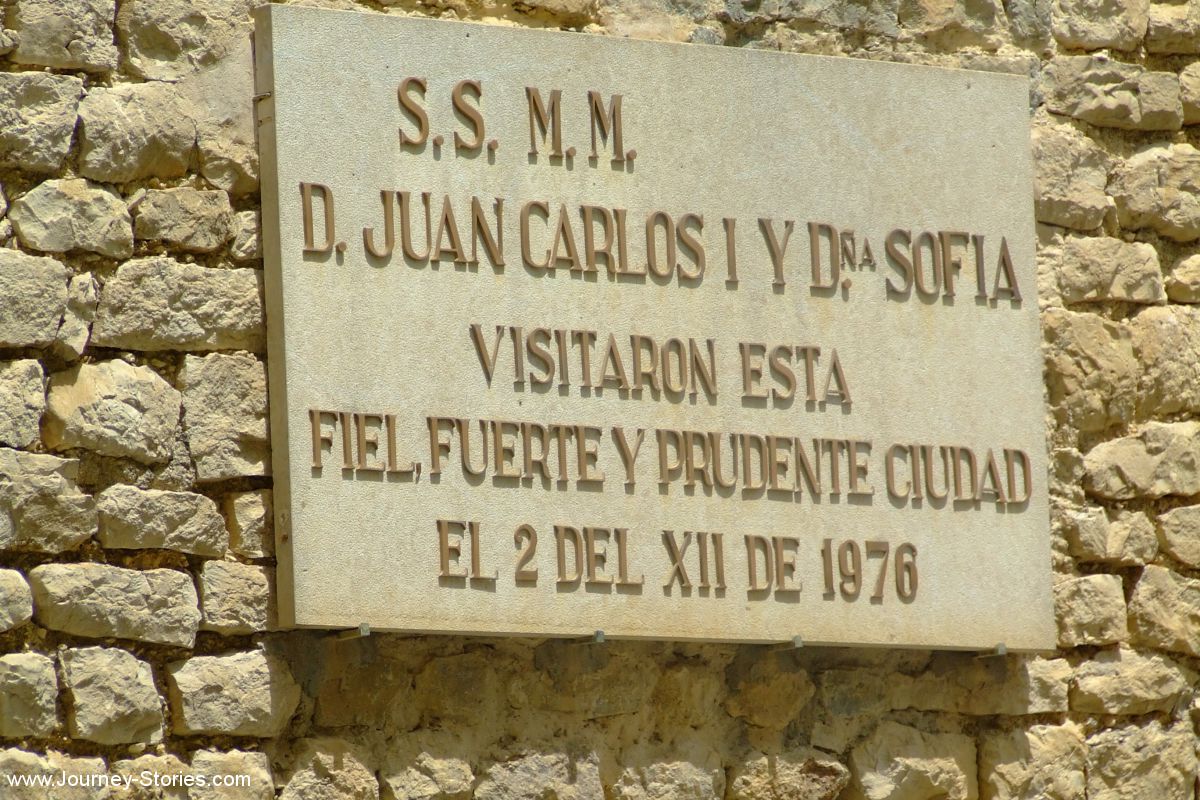 S.S. M.M.
D. JUAN CARLOS I Y D.ÑA SOFIA
VISITARON ESTA
FIEL, FUERTE Y PRUDENTE CIUDAD
EL 2 DEL XII DE 1976
www.Journey-Stories.com